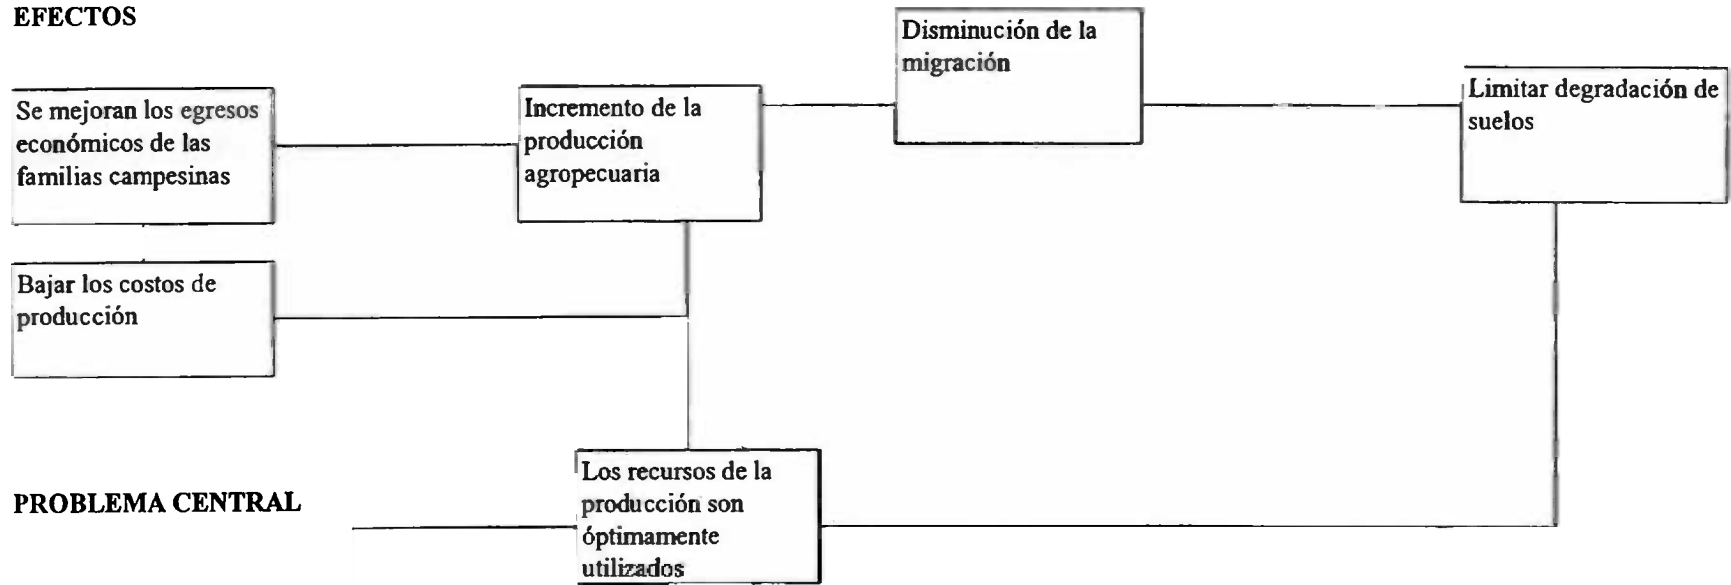 EFECTOS
Disminución de la
migración
Se mejoran los egresos
económicos de las
familias campesinas
Incremento de la
producción
agropecuaria
Limitar degradación de
suelos
Bajar los costos de
producción
PROBLEMA CENTRAL
Los recursos de la
producción son
óptimamente
utilizados